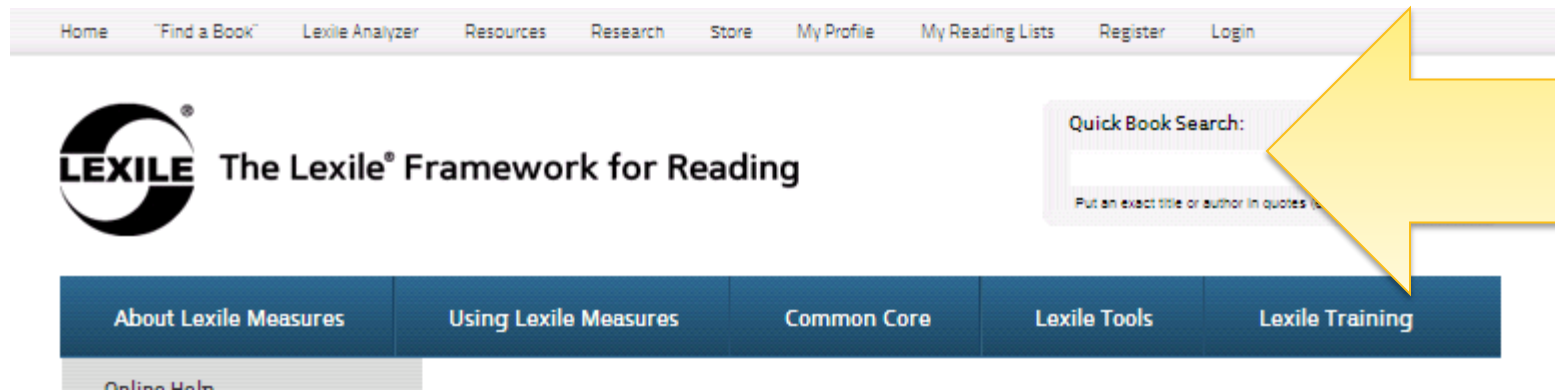 Home "Find a Book" Lexile Analyzer Resources Research Store My Profile My Reading Lists Register Login
LEXILE®
The Lexile® Framework for Reading
Quick Book Search:
Put an exact title or author in quotes
About Lexile Measures Using Lexile Measures Common Core Lexile Tools Lexile Training
Online Help